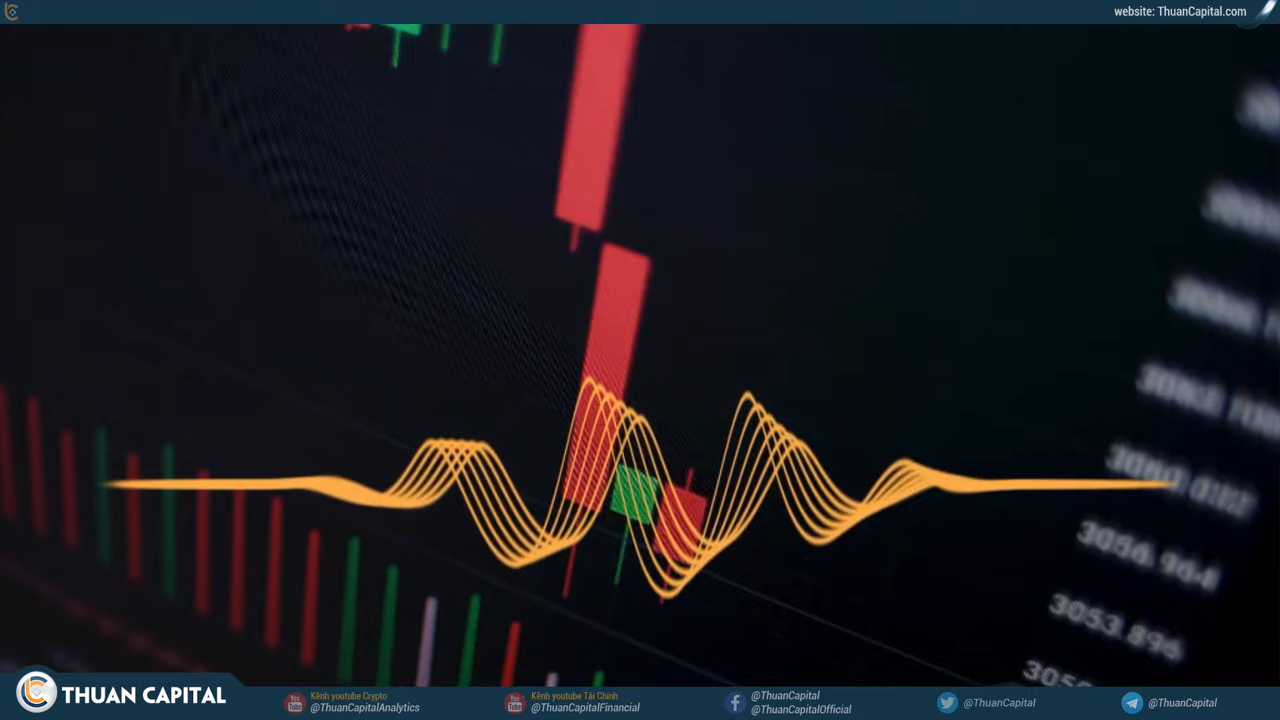 website: ThuanCapital.com
3056.964
3053.896
THUAN CAPITAL
Kênh youtube Crypto
@ThuanCapitalAnalytics
Kênh youtube Tài Chính
@ThuanCapitalFinancial
@ThuanCapital
@ThuanCapitalOfficial
@ThuanCapital
@ThuanCapital